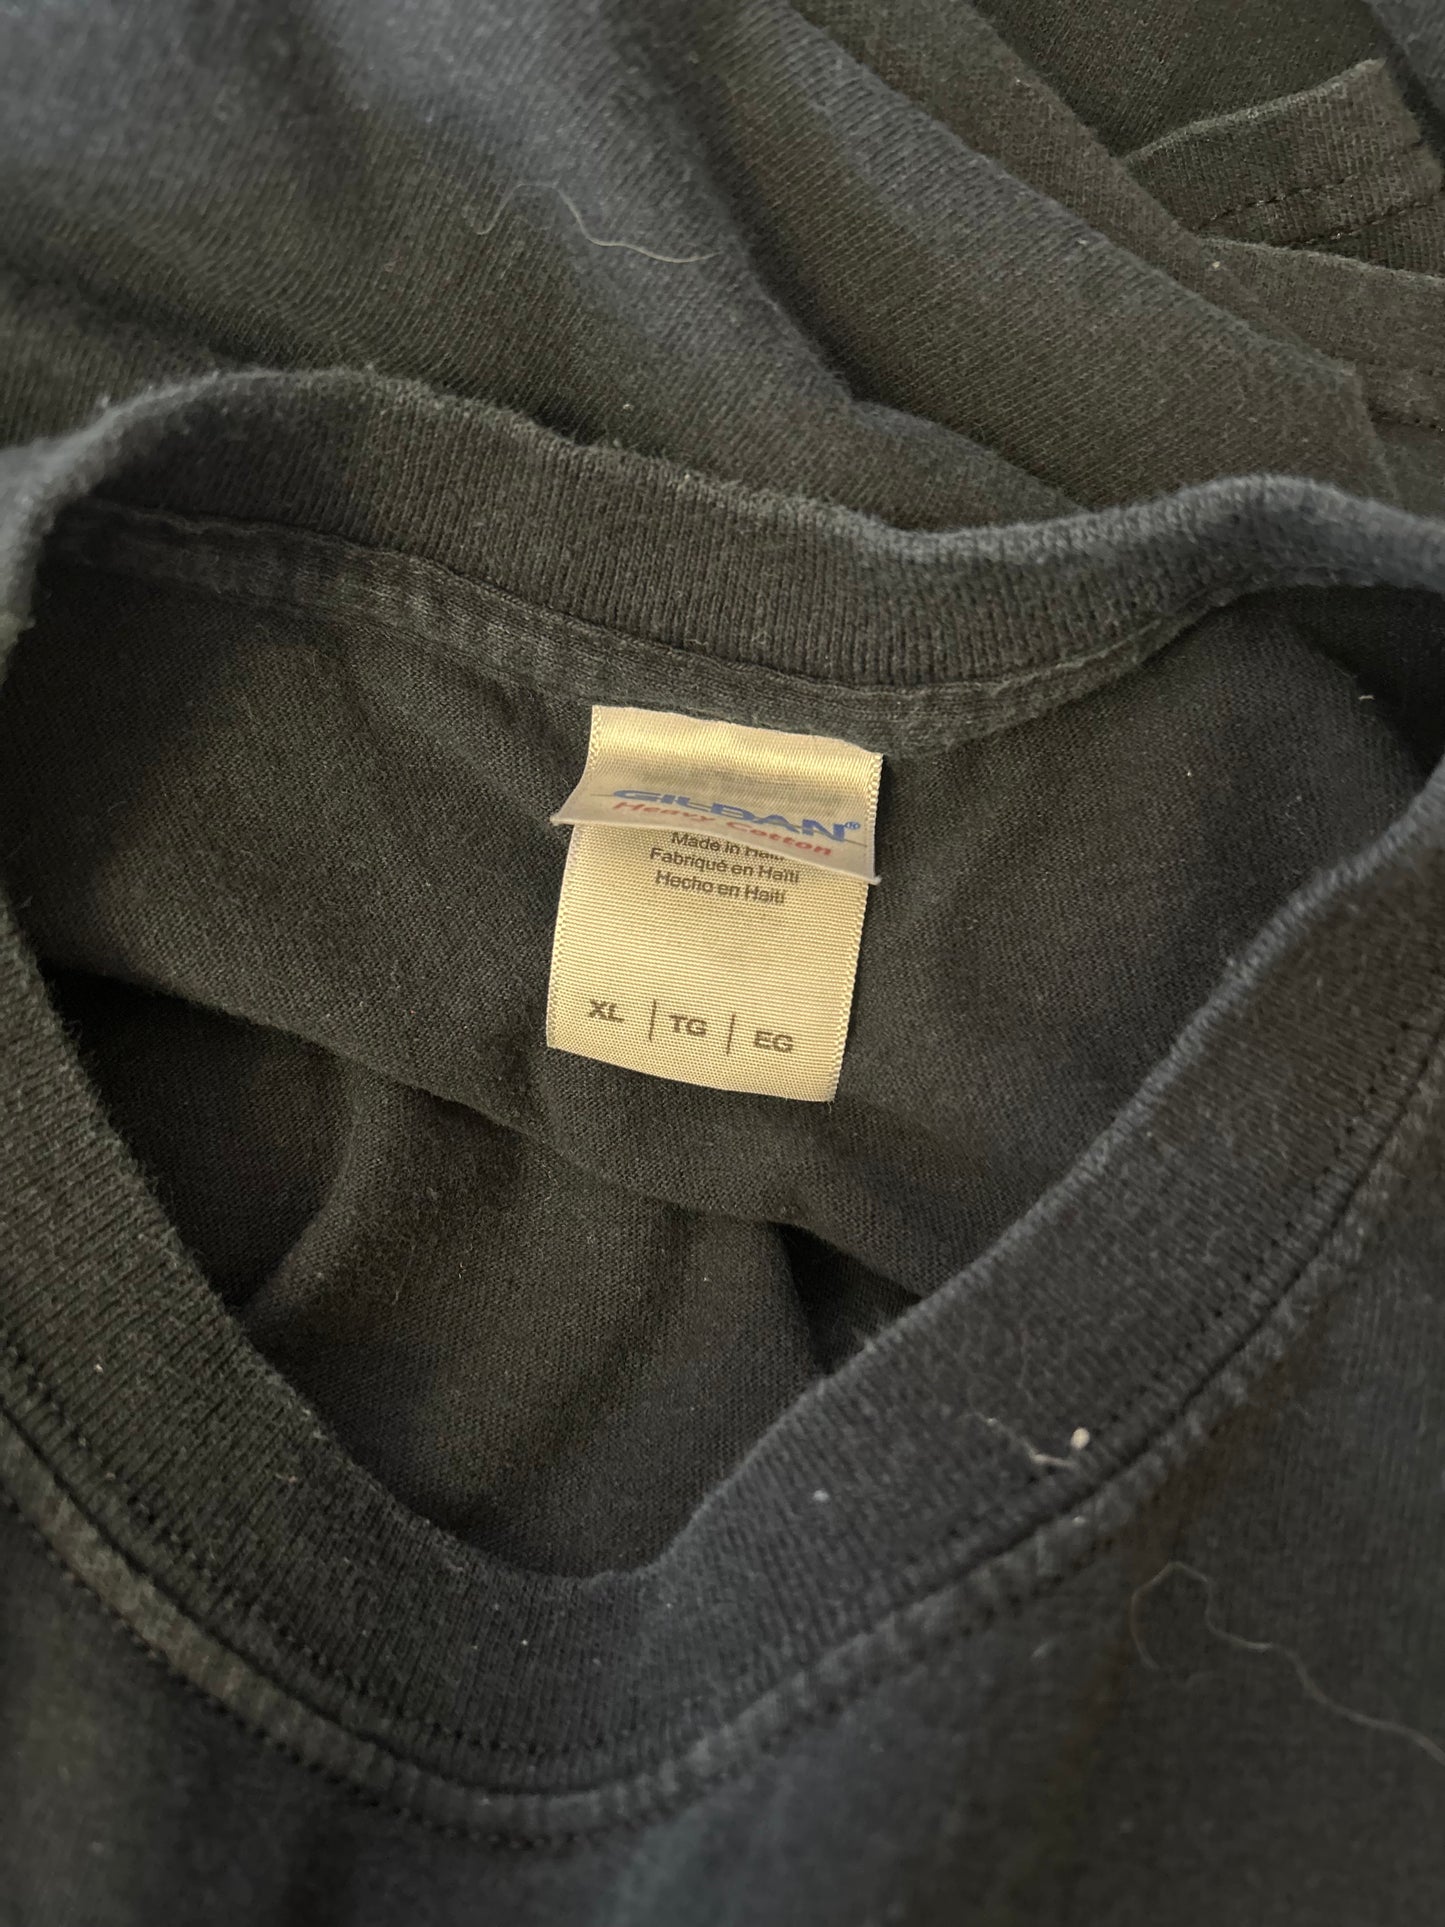 GILDAN®
Heavy Cotton
Made in Haiti
Fabriqué en Haïti
Hecho en Haití
XL | TG | EG